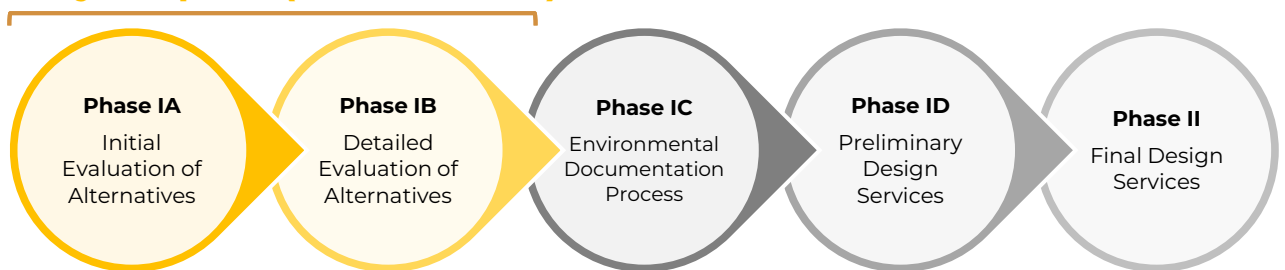 Phase IA
Initial
Evaluation of
Alternatives
Phase IB
Detailed
Evaluation of
Alternatives
Phase IC
Environmental
Documentation
Process
Phase ID
Preliminary
Design
Services
Phase II
Final Design
Services